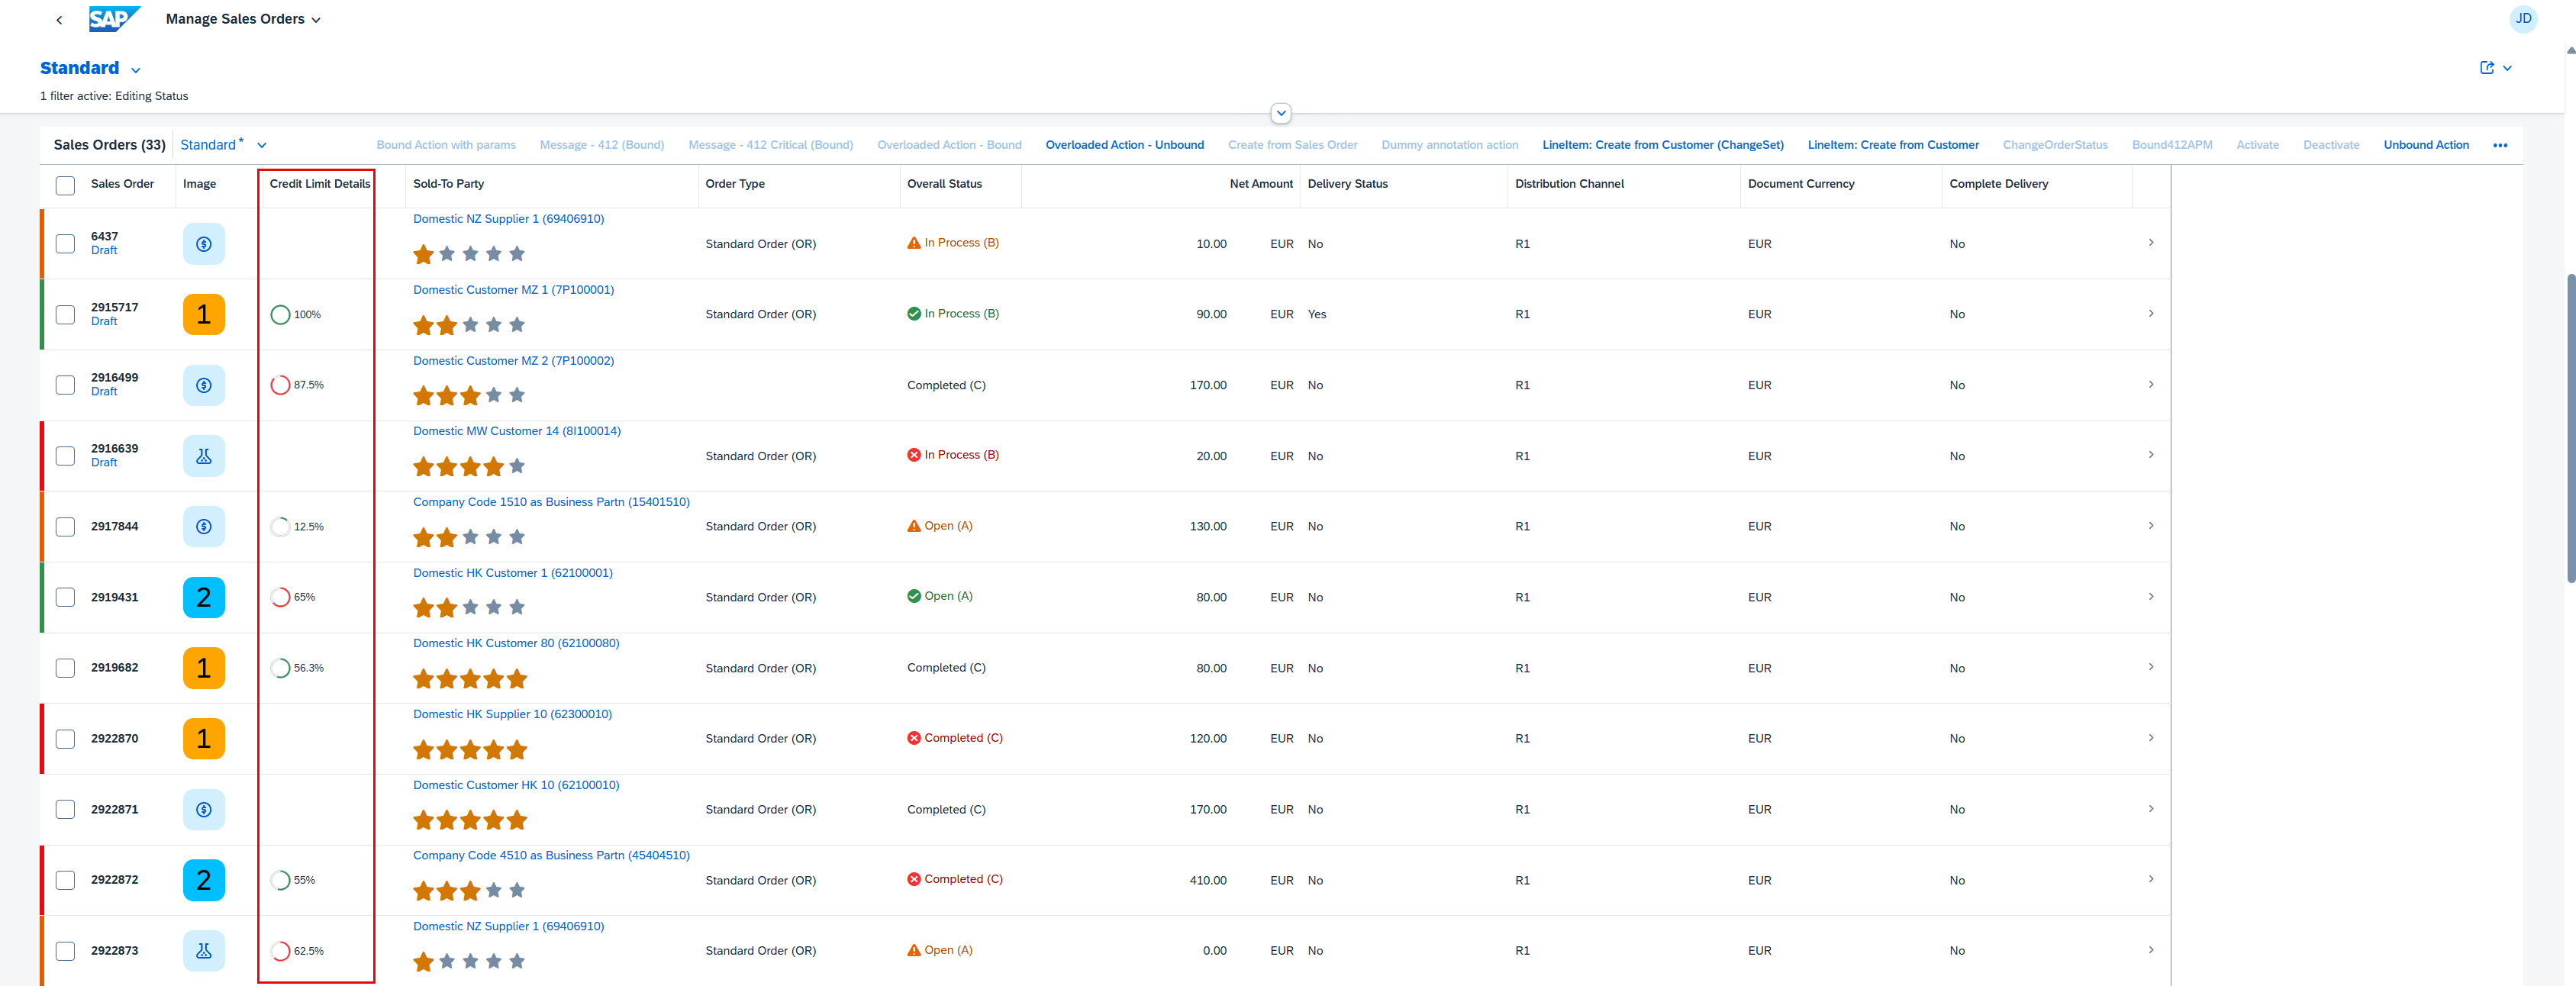 SAP Manage Sales Orders JD
Standard
1 filter active: Editing Status
Sales Orders (33) Standard * Bound Action with params Message - 412 (Bound) Message - 412 Critical (Bound) Overloaded Action - Bound Overloaded Action - Unbound Create from Sales Order Dummy annotation action LineItem: Create from Customer (ChangeSet) LineItem: Create from Customer ChangeOrderStatus Bound412APM Activate Deactivate Unbound Action •••
Sales Order Image Credit Limit Details Sold-To Party Order Type Overall Status Net Amount Delivery Status Distribution Channel Document Currency Complete Delivery
Domestic NZ Supplier 1 (69406910)
6437 Standard Order (OR) In Process (B) 10.00 EUR No R1 EUR No
Draft
Domestic Customer MZ 1 (7P100001)
2915717 1 100% Standard Order (OR) In Process (B) 90.00 EUR Yes R1 EUR No
Draft
Domestic Customer MZ 2 (7P100002)
2916499 87.5% Completed (C) 170.00 EUR No R1 EUR No
Draft
Domestic MW Customer 14 (8I100014)
2916639 Standard Order (OR) In Process (B) 20.00 EUR No R1 EUR No
Draft
Company Code 1510 as Business Partn (15401510)
2917844 12.5% Standard Order (OR) Open (A) 130.00 EUR No R1 EUR No
Domestic HK Customer 1 (62100001)
2919431 2 65% Standard Order (OR) Open (A) 80.00 EUR No R1 EUR No
Domestic HK Customer 80 (62100080)
2919682 1 56.3% Standard Order (OR) Completed (C) 80.00 EUR No R1 EUR No
Domestic HK Supplier 10 (62300010)
2922870 1 Standard Order (OR) Completed (C) 120.00 EUR No R1 EUR No
Domestic Customer HK 10 (62100010)
2922871 Standard Order (OR) Completed (C) 170.00 EUR No R1 EUR No
Company Code 4510 as Business Partn (45404510)
2922872 2 55% Standard Order (OR) Completed (C) 410.00 EUR No R1 EUR No
Domestic NZ Supplier 1 (69406910)
2922873 62.5% Standard Order (OR) Open (A) 0.00 EUR No R1 EUR No